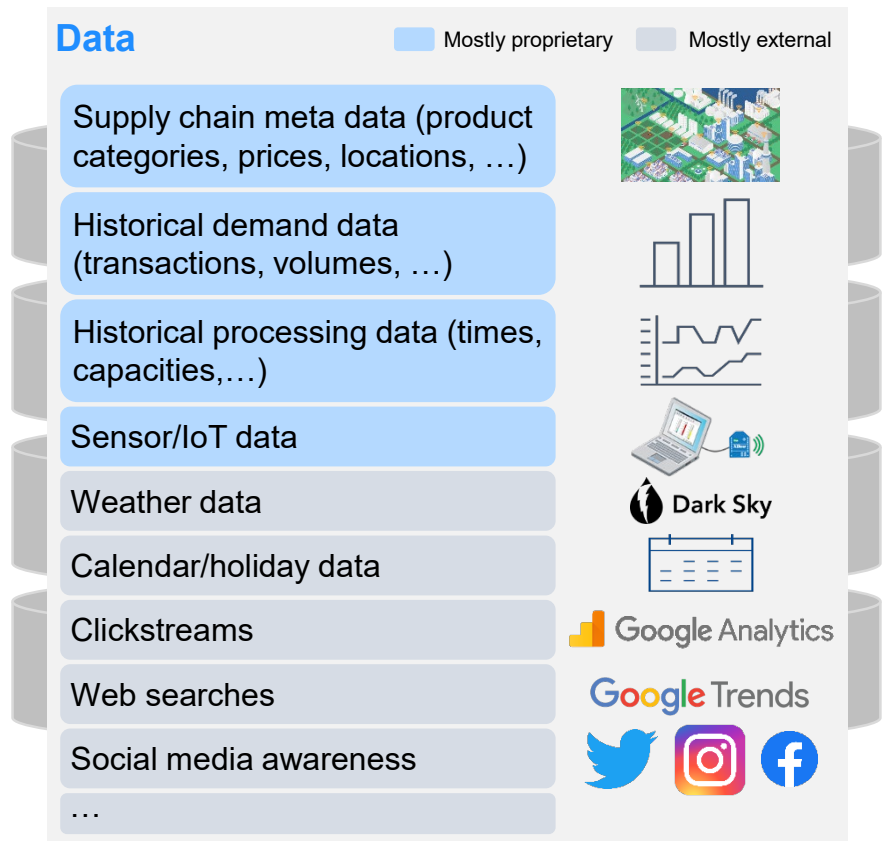 Data
Mostly proprietary
Mostly external
Supply chain meta data (product
categories, prices, locations, …)
Historical demand data
(transactions, volumes, …)
Historical processing data (times,
capacities,…)
Sensor/IoT data
Weather data
Dark Sky
Calendar/holiday data
Clickstreams
Google Analytics
Web searches
Google Trends
Social media awareness
…